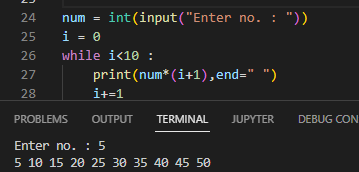 24 num = int(input("Enter no. : "))
25 i = 0
26 while i<10 :
27     print(num*(i+1),end=" ")
28     i+=1
PROBLEMS OUTPUT TERMINAL JUPYTER DEBUG CON
Enter no. : 5
5 10 15 20 25 30 35 40 45 50